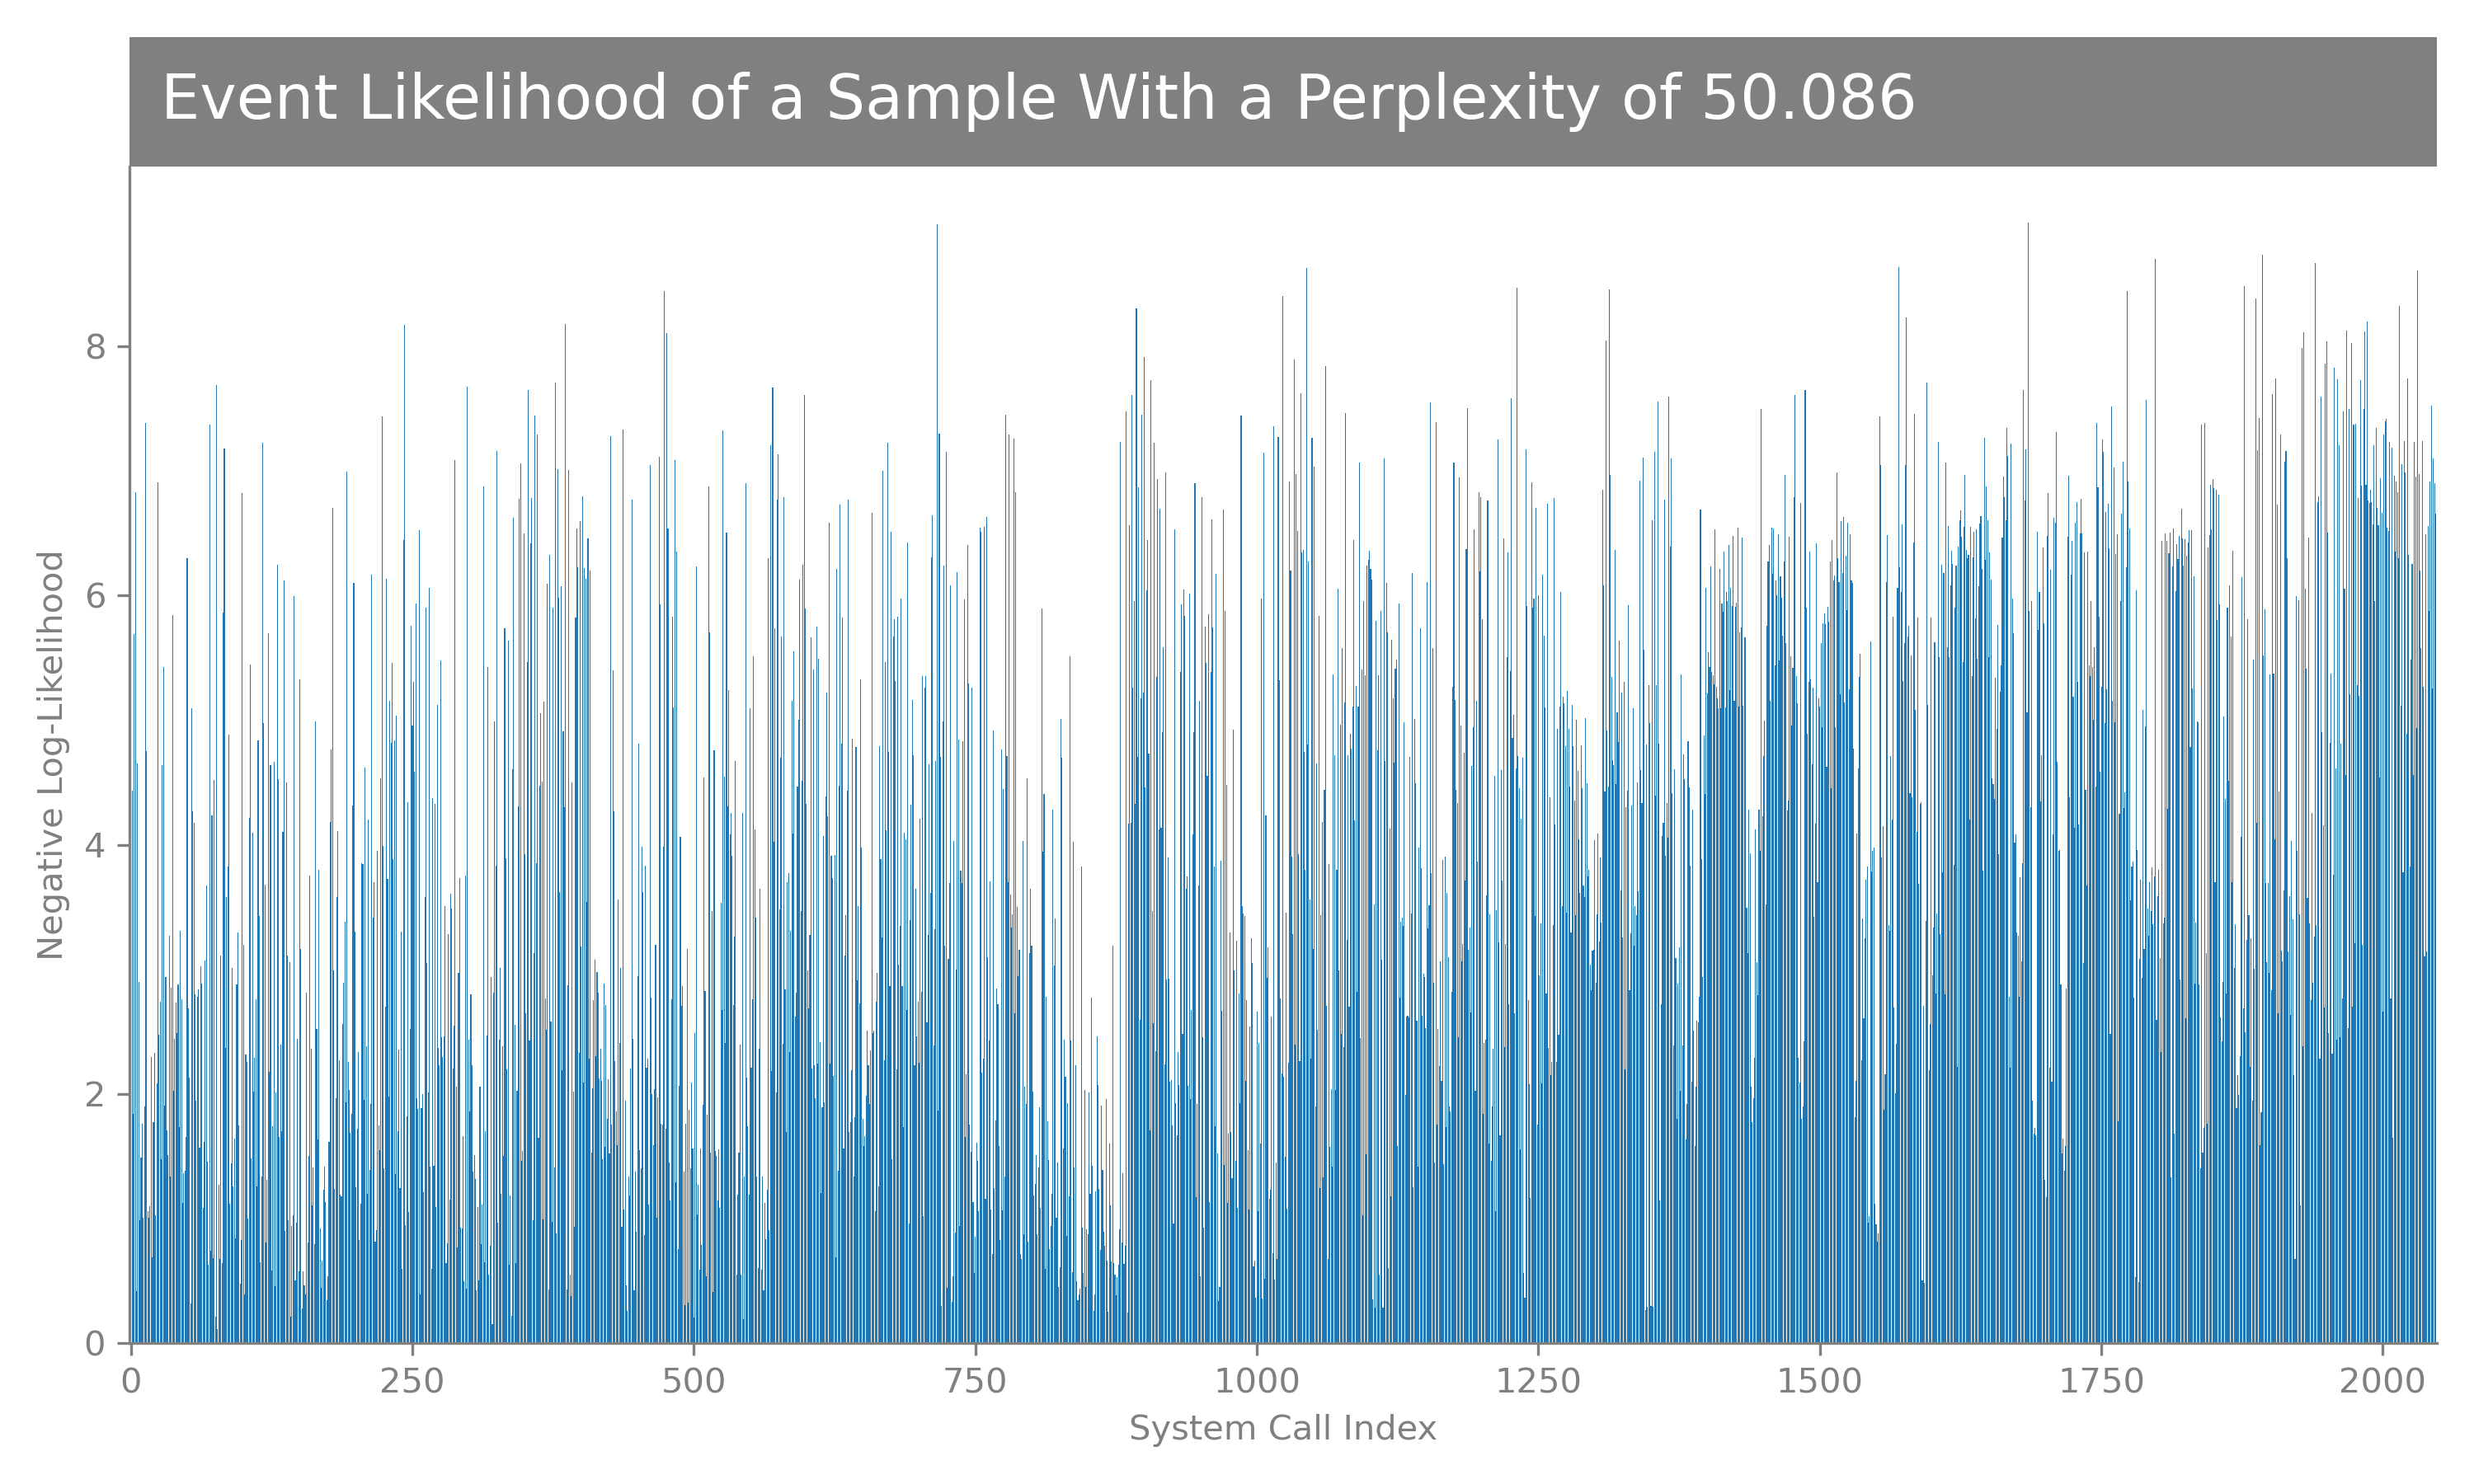 Event Likelihood of a Sample With a Perplexity of 50.086
Negative Log-Likelihood
8
6
4
2
0
0 250 500 750 1000 1250 1500 1750 2000
System Call Index